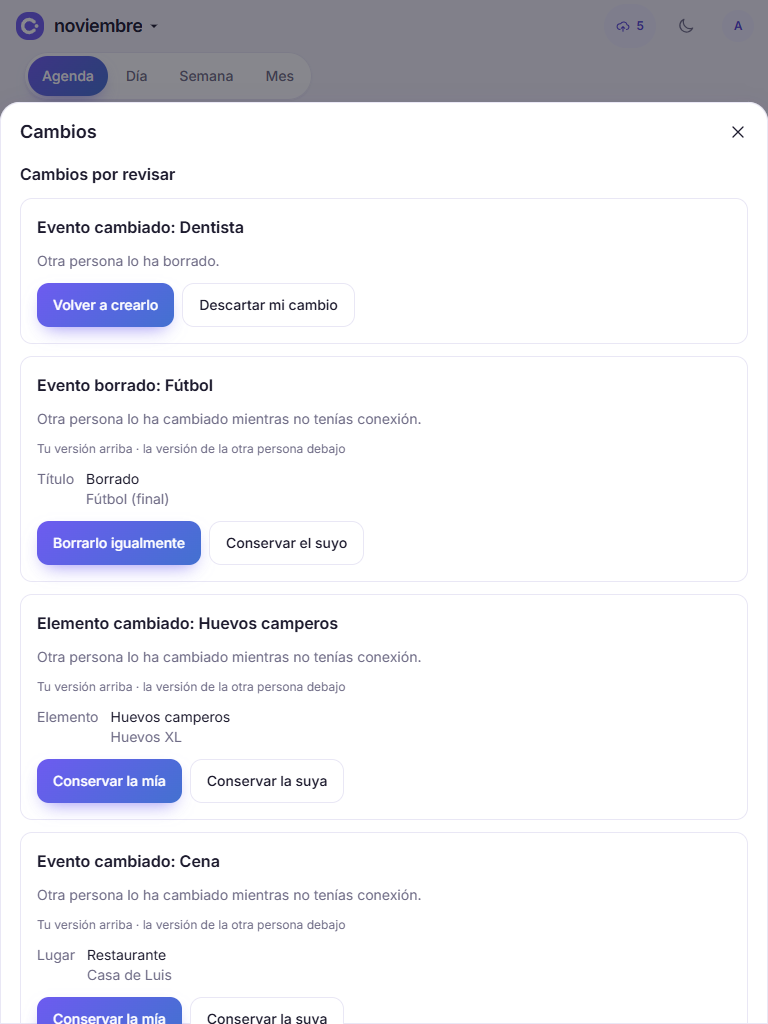 noviembre
5
A
Agenda
Día
Semana
Mes
Cambios
Cambios por revisar
Evento cambiado: Dentista
Otra persona lo ha borrado.
Volver a crearlo
Descartar mi cambio
Evento borrado: Fútbol
Otra persona lo ha cambiado mientras no tenías conexión.
Tu versión arriba · la versión de la otra persona debajo
Título Borrado
Fútbol (final)
Borrarlo igualmente
Conservar el suyo
Elemento cambiado: Huevos camperos
Otra persona lo ha cambiado mientras no tenías conexión.
Tu versión arriba · la versión de la otra persona debajo
Elemento Huevos camperos
Huevos XL
Conservar la mía
Conservar la suya
Evento cambiado: Cena
Otra persona lo ha cambiado mientras no tenías conexión.
Tu versión arriba · la versión de la otra persona debajo
Lugar Restaurante
Casa de Luis
Conservar la mía
Conservar la suya